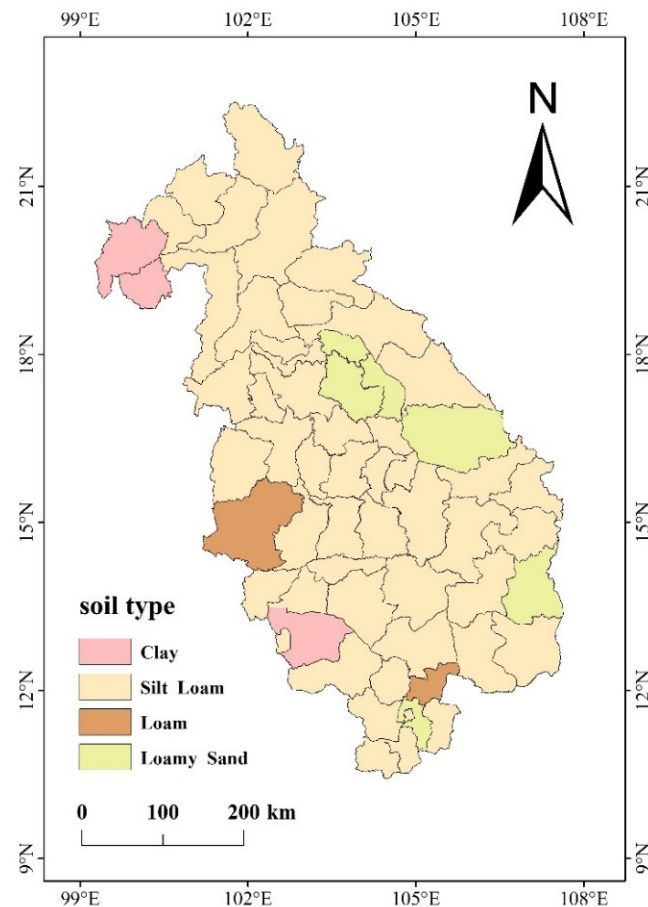 99°E 102°E 105°E 108°E
N
21°N 21°N
18°N 18°N
15°N 15°N
soil type
Clay
Silt Loam
12°N 12°N
Loam
Loamy Sand
0 100 200 km
9°N 9°N
99°E 102°E 105°E 108°E